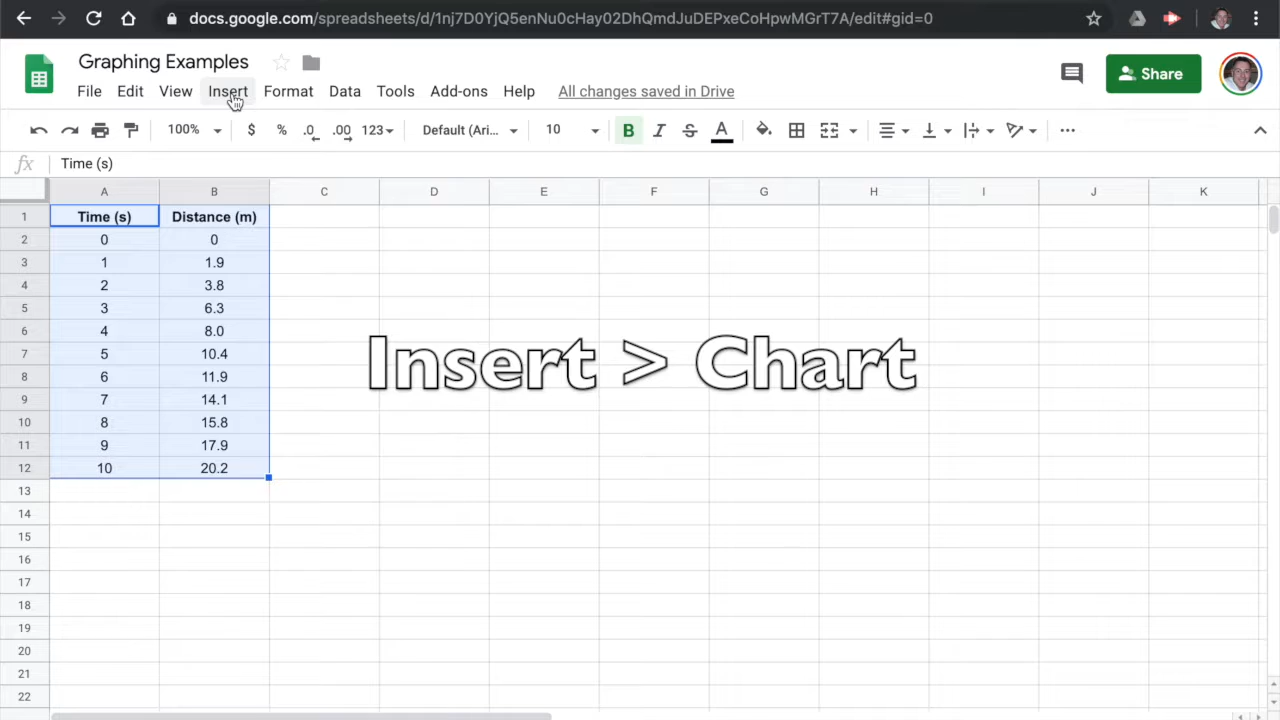 docs.google.com/spreadsheets/d/1nj7D0YjQ5enNu0cHay02DhQmdJuDEPxeCoHpwMGrT7A/edit#gid=0
Graphing Examples
File Edit View Insert Format Data Tools Add-ons Help All changes saved in Drive
Share
100% $ % .0 .00 123 Default (Ari... 10 B I S A
fx Time (s)
A B C D E F G H I J K
1 Time (s) Distance (m)
2 0 0
3 1 1.9
4 2 3.8
5 3 6.3
6 4 8.0
7 5 10.4
8 6 11.9
9 7 14.1
10 8 15.8
11 9 17.9
12 10 20.2
13
14
15
16
17
18
19
20
21
22
Insert > Chart